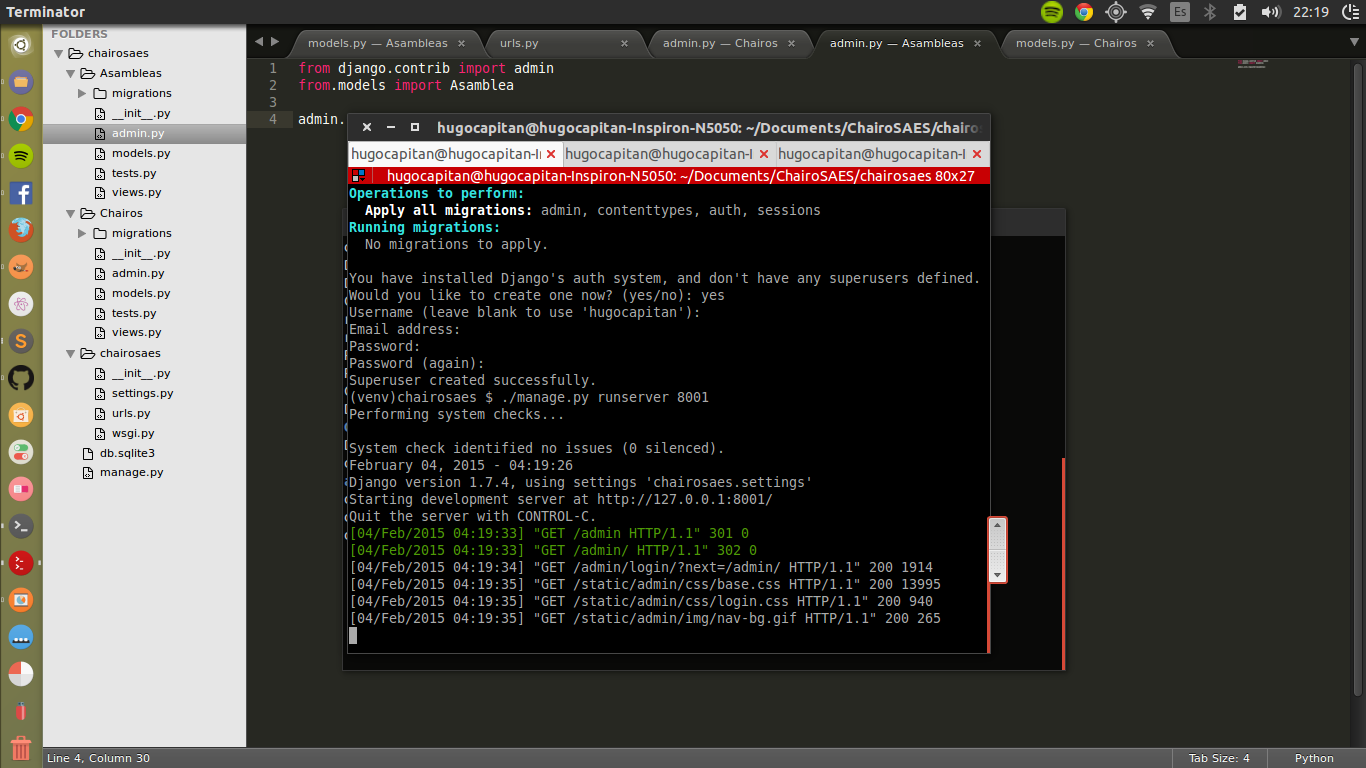 Terminator
Es
22:19
FOLDERS
chairosaes
Asambleas
migrations
__init__.py
admin.py
models.py
tests.py
views.py
Chairos
migrations
__init__.py
admin.py
models.py
tests.py
views.py
chairosaes
__init__.py
settings.py
urls.py
wsgi.py
db.sqlite3
manage.py
models.py — Asambleas
urls.py
admin.py — Chairos
admin.py — Asambleas
models.py — Chairos
1 from django.contrib import admin
2 from.models import Asamblea
3
4 admin.
hugocapitan@hugocapitan-Inspiron-N5050: ~/Documents/ChairoSAES/chairo
hugocapitan@hugocapitan-I
hugocapitan@hugocapitan-I
hugocapitan@hugocapitan-I
hugocapitan@hugocapitan-Inspiron-N5050: ~/Documents/ChairoSAES/chairosaes 80x27
Operations to perform:
Apply all migrations: admin, contenttypes, auth, sessions
Running migrations:
No migrations to apply.
You have installed Django's auth system, and don't have any superusers defined.
Would you like to create one now? (yes/no): yes
Username (leave blank to use 'hugocapitan'):
Email address:
Password:
Password (again):
Superuser created successfully.
(venv)chairosaes $ ./manage.py runserver 8001
Performing system checks...
System check identified no issues (0 silenced).
February 04, 2015 - 04:19:26
Django version 1.7.4, using settings 'chairosaes.settings'
Starting development server at http://127.0.0.1:8001/
Quit the server with CONTROL-C.
[04/Feb/2015 04:19:33] "GET /admin HTTP/1.1" 301 0
[04/Feb/2015 04:19:33] "GET /admin/ HTTP/1.1" 302 0
[04/Feb/2015 04:19:34] "GET /admin/login/?next=/admin/ HTTP/1.1" 200 1914
[04/Feb/2015 04:19:35] "GET /static/admin/css/base.css HTTP/1.1" 200 13995
[04/Feb/2015 04:19:35] "GET /static/admin/css/login.css HTTP/1.1" 200 940
[04/Feb/2015 04:19:35] "GET /static/admin/img/nav-bg.gif HTTP/1.1" 200 265
Line 4, Column 30
Tab Size: 4
Python